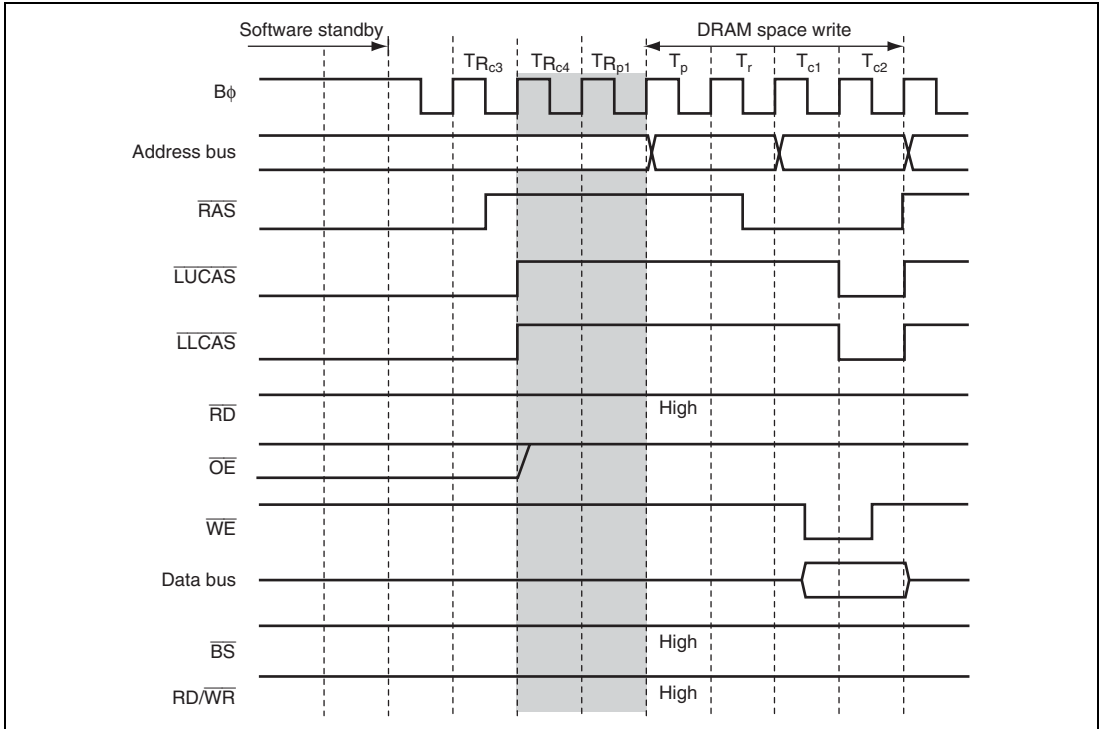 Software standby DRAM space write
TRc3 TRc4 TRp1 Tp Tr Tc1 Tc2
Bϕ
Address bus
RAS
LUCAS
LLCAS
RD High
OE
WE
Data bus
BS High
RD/WR High